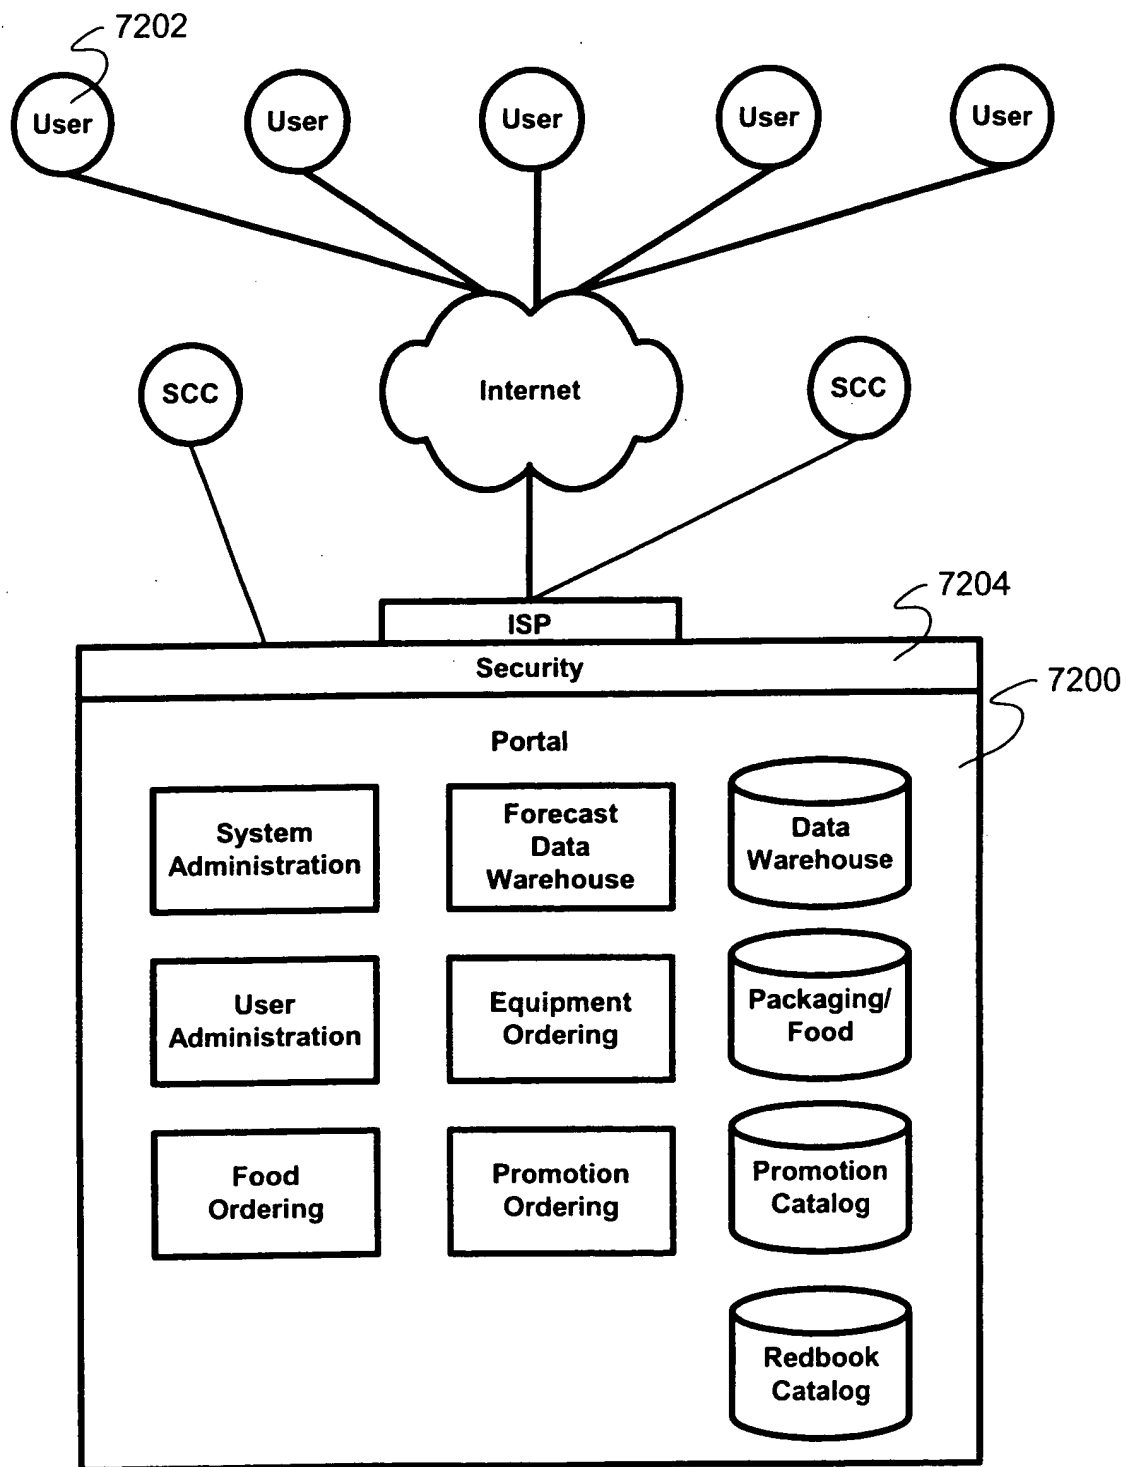 7202
User
User
User
User
User
Internet
SCC
SCC
7204
ISP
Security
7200
Portal
System
Administration
Forecast
Data
Warehouse
Data
Warehouse
User
Administration
Equipment
Ordering
Packaging/
Food
Food
Ordering
Promotion
Ordering
Promotion
Catalog
Redbook
Catalog